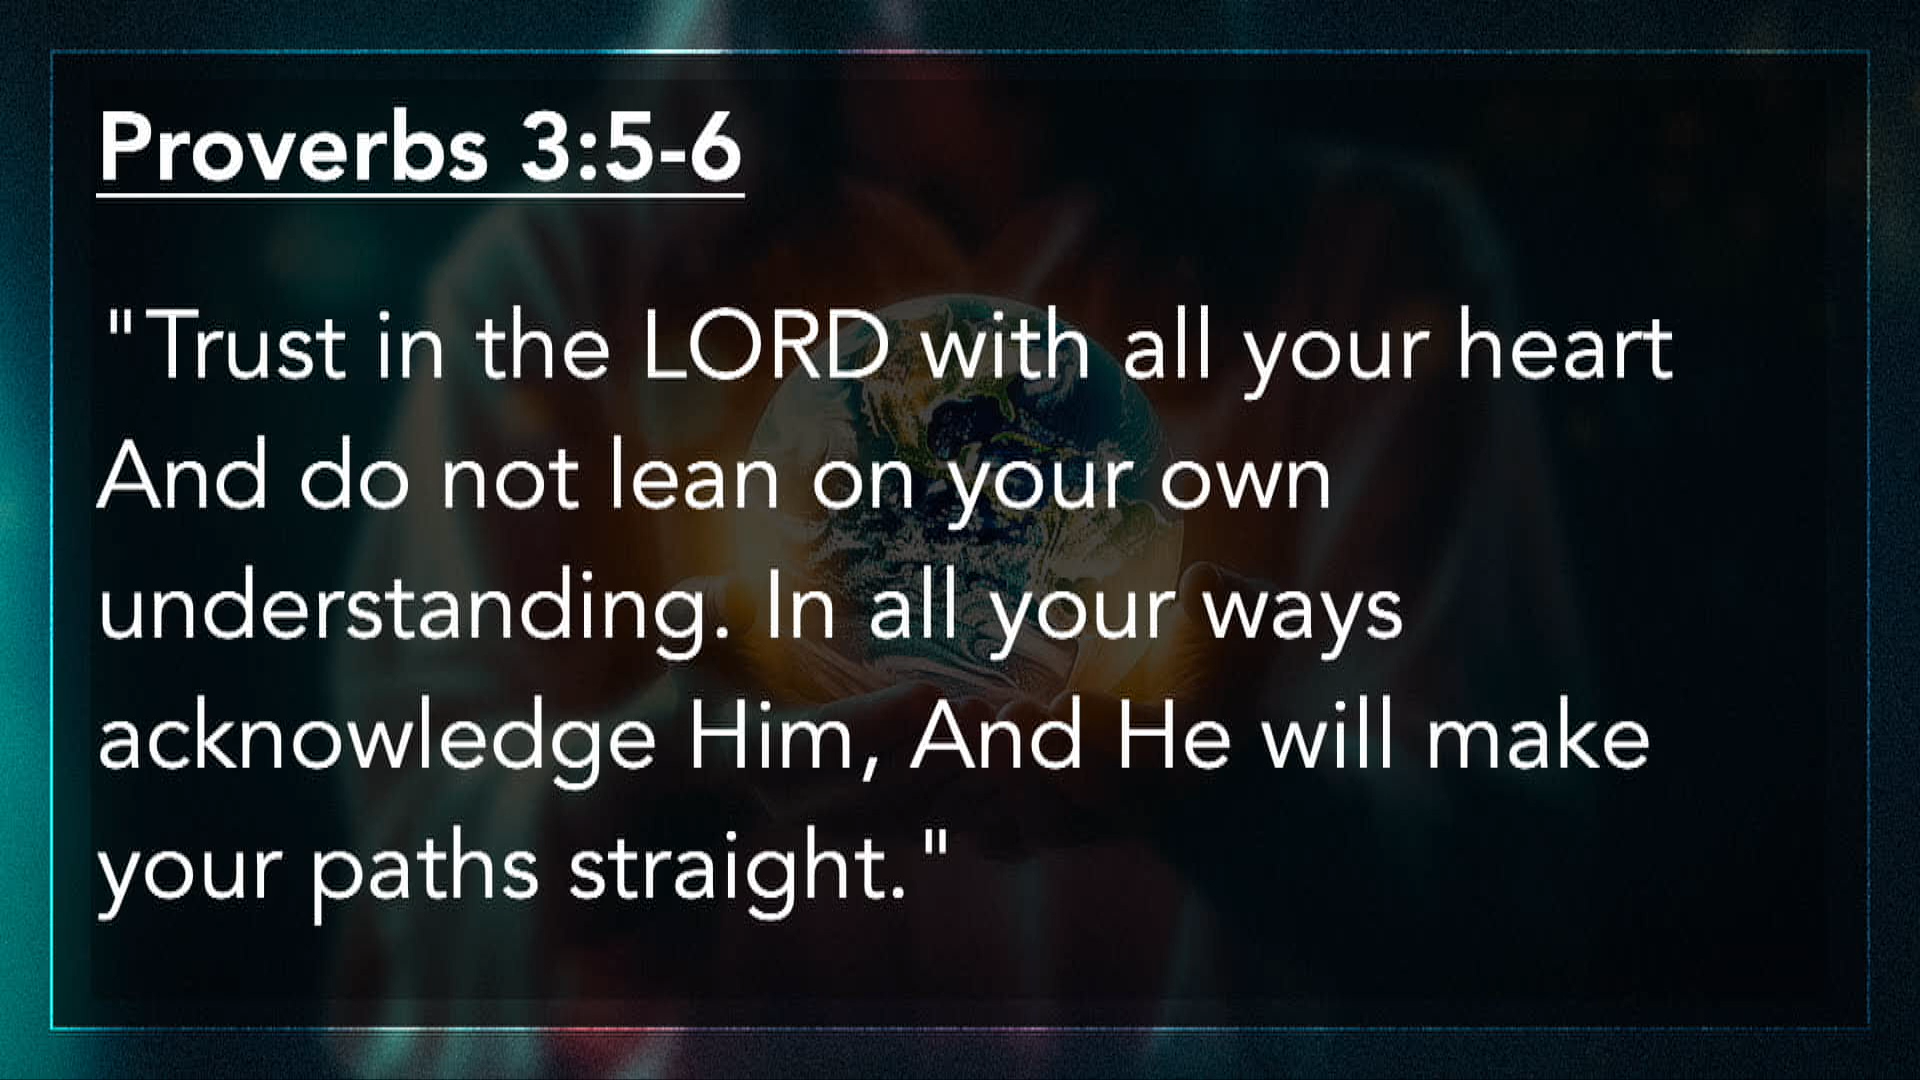 Proverbs 3:5-6
"Trust in the LORD with all your heart
And do not lean on your own
understanding. In all your ways
acknowledge Him, And He will make
your paths straight."